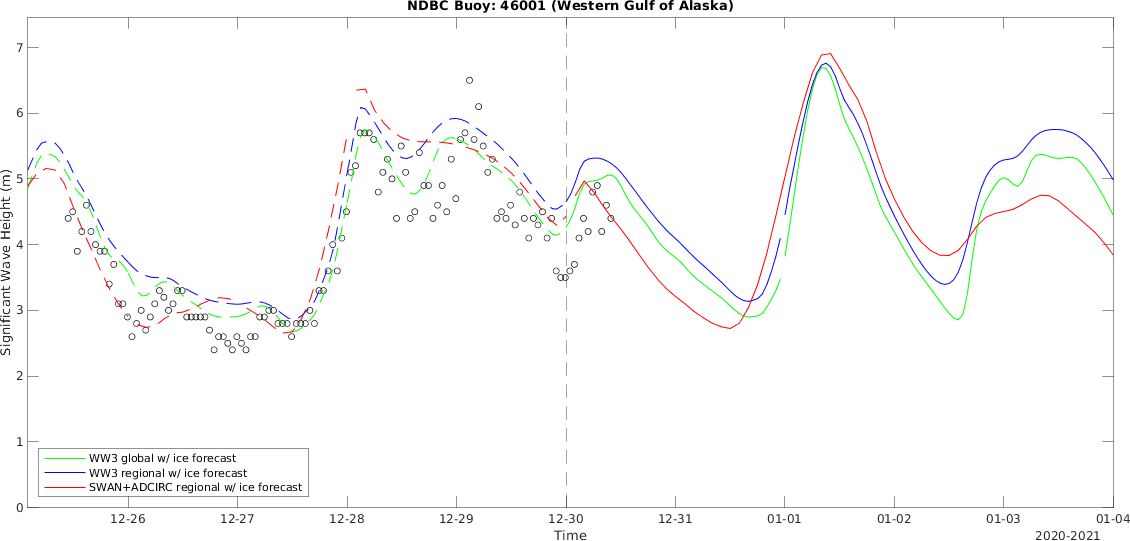 NDBC Buoy: 46001 (Western Gulf of Alaska)
7
6
5
4
3
2
1
0
Significant Wave Height (m)
WW3 global w/ ice forecast
WW3 regional w/ ice forecast
SWAN+ADCIRC regional w/ ice forecast
12-26 12-27 12-28 12-29 12-30 12-31 01-01 01-02 01-03 01-04
Time
2020-2021